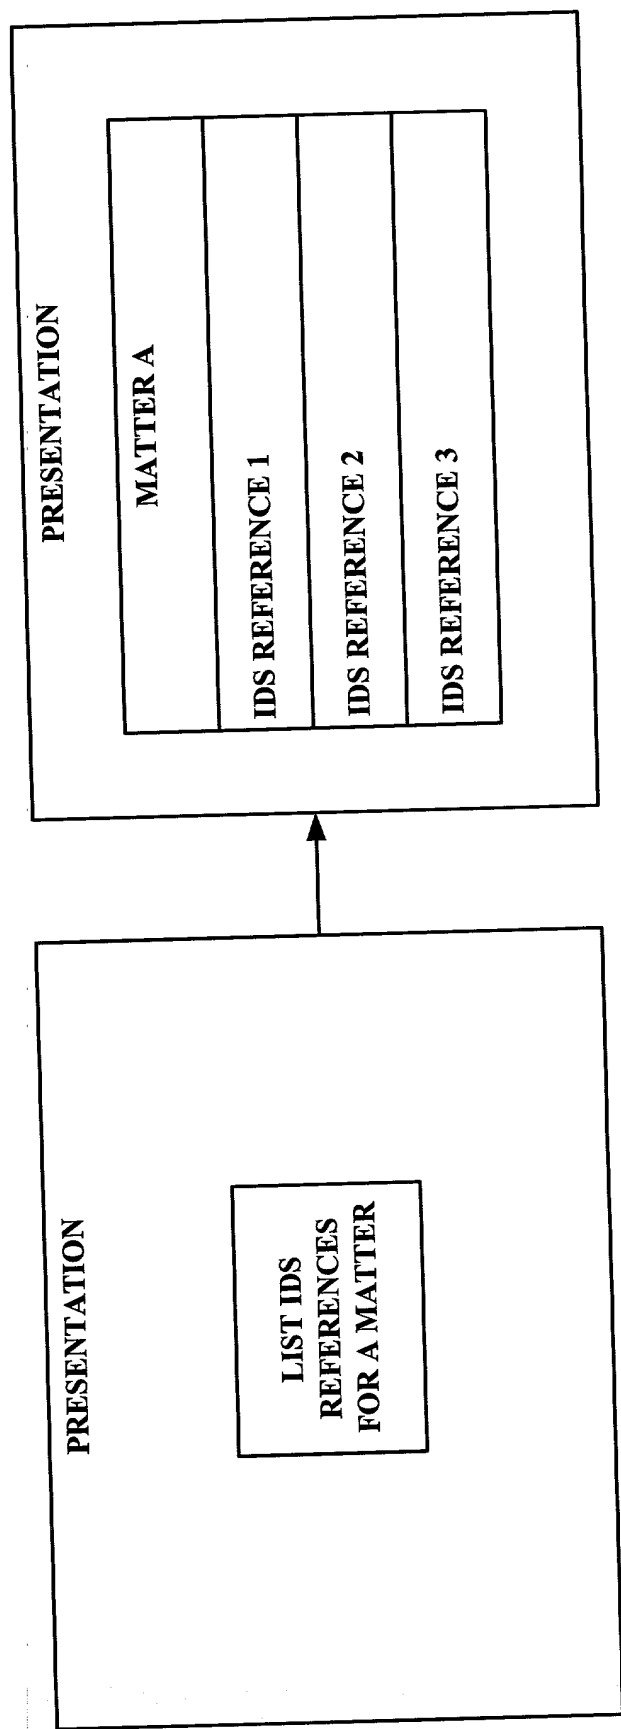 PRESENTATION
LIST IDS
REFERENCES
FOR A MATTER
PRESENTATION
MATTER A
IDS REFERENCE 1
IDS REFERENCE 2
IDS REFERENCE 3